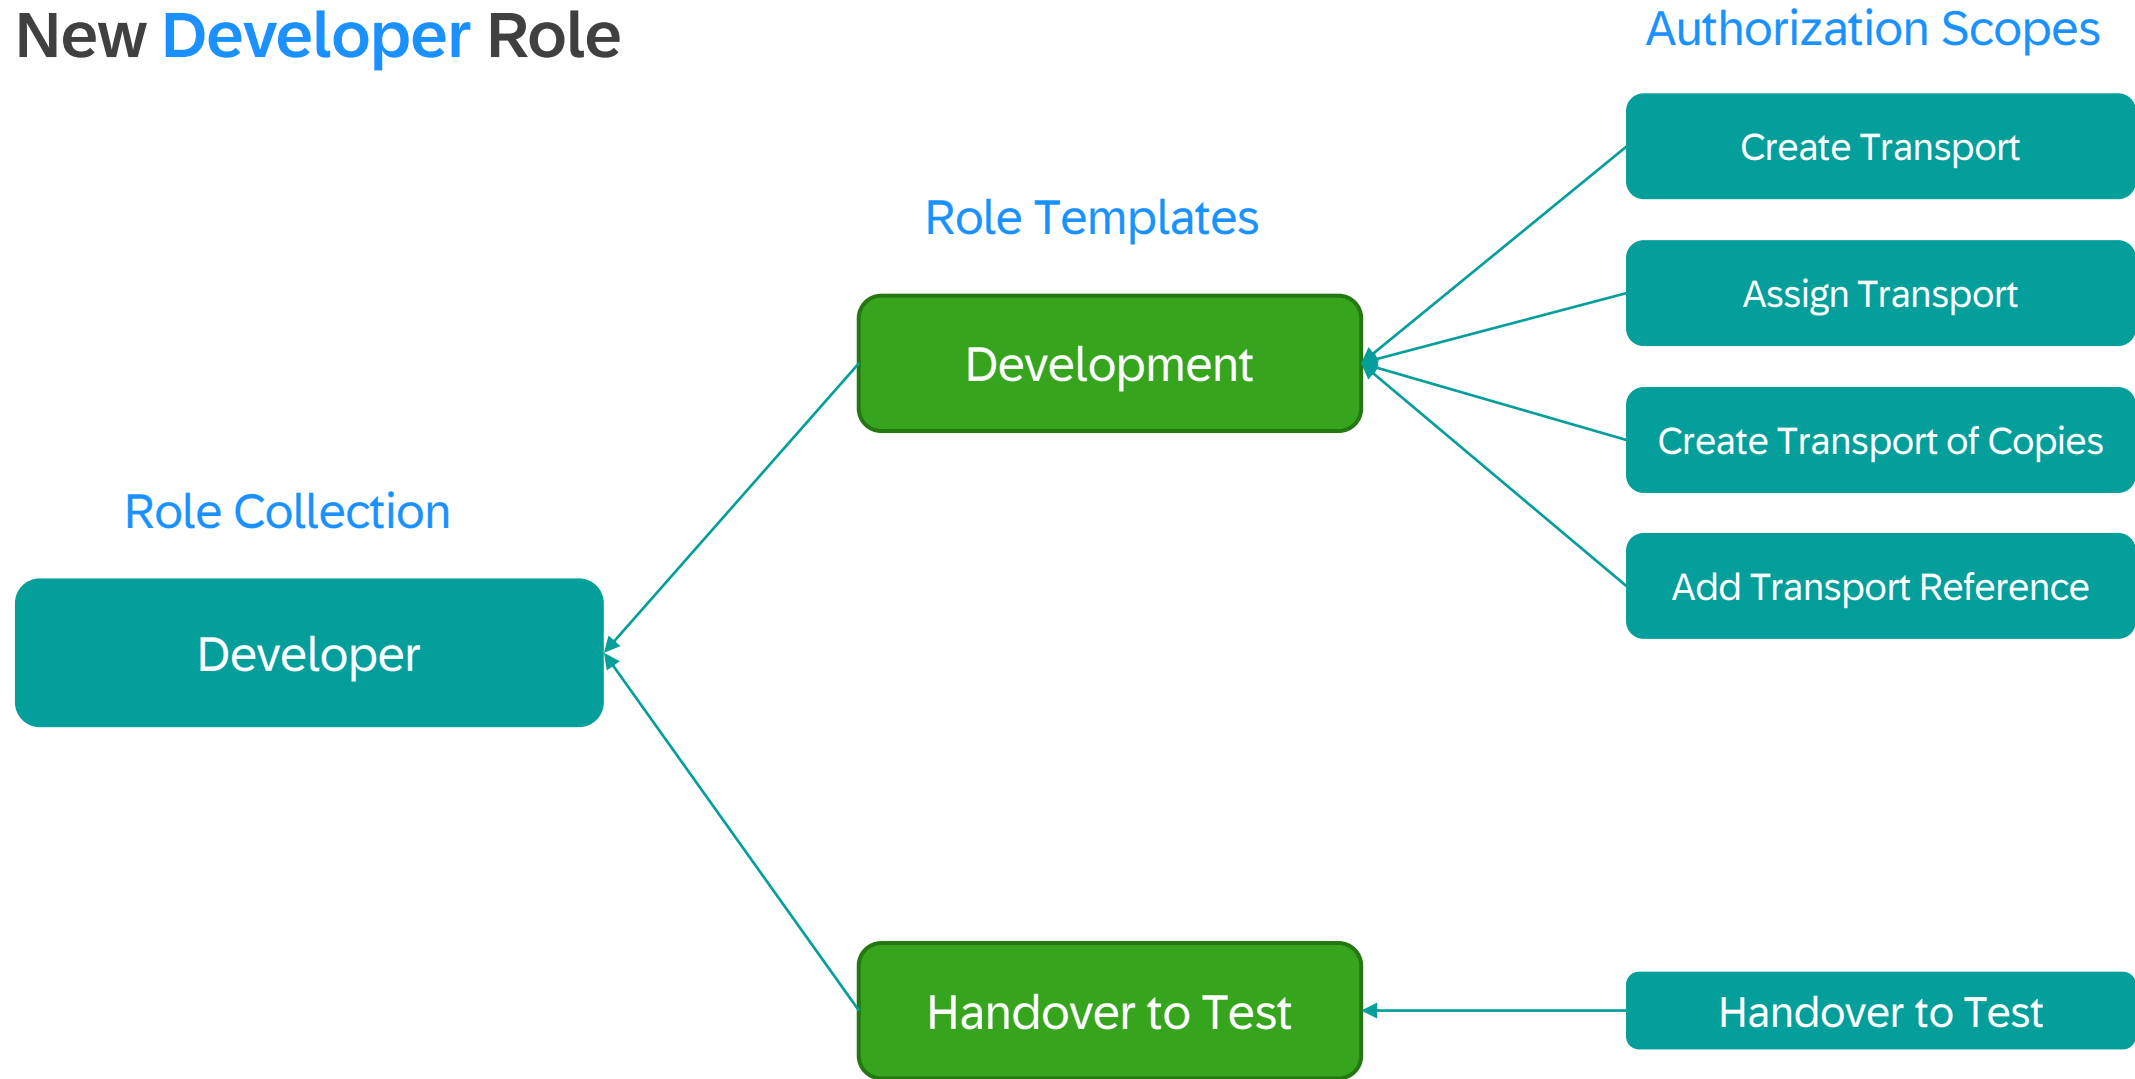 New Developer Role
Authorization Scopes
Create Transport
Role Templates
Assign Transport
Development
Create Transport of Copies
Role Collection
Add Transport Reference
Developer
Handover to Test
Handover to Test